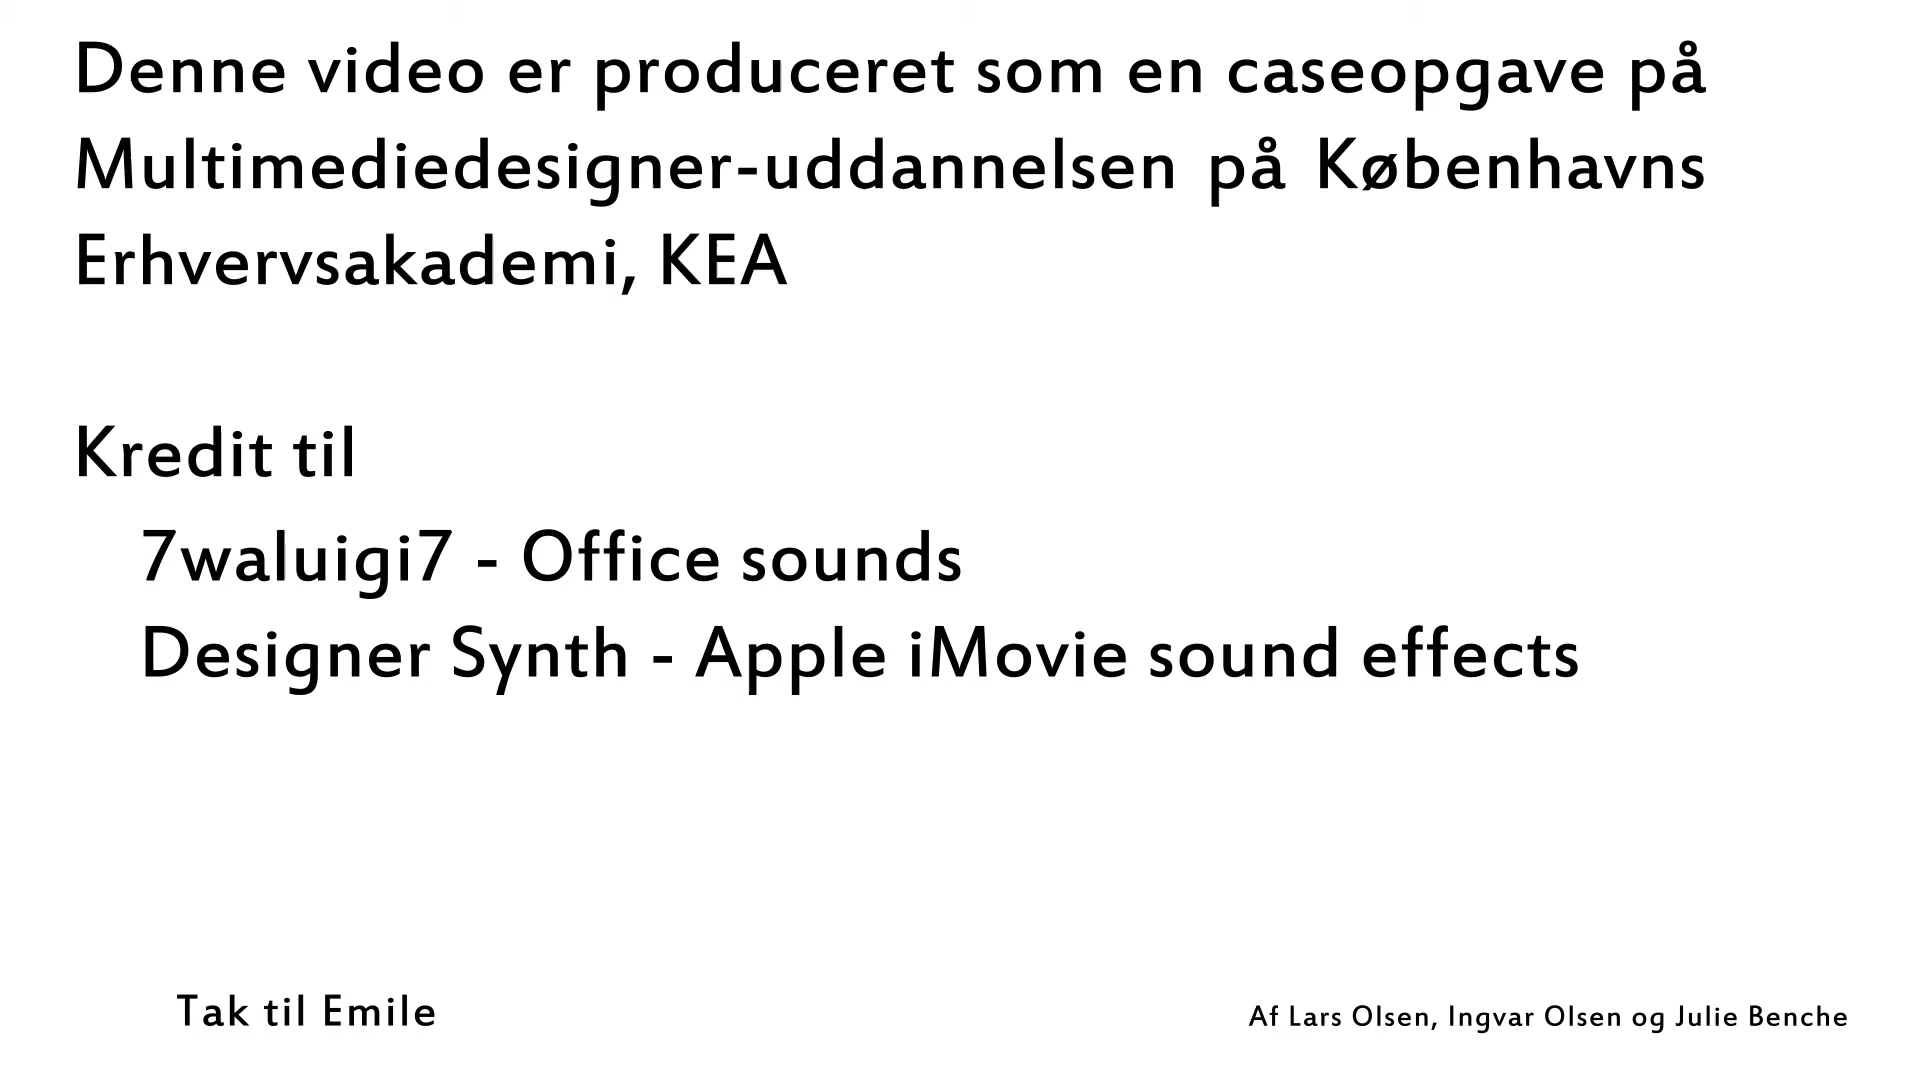 Denne video er produceret som en caseopgave på
Multimediedesigner-uddannelsen på Københavns
Erhvervsakademi, KEA
Kredit til
7waluigi7 - Office sounds
Designer Synth - Apple iMovie sound effects
Tak til Emile
Af Lars Olsen, Ingvar Olsen og Julie Benche